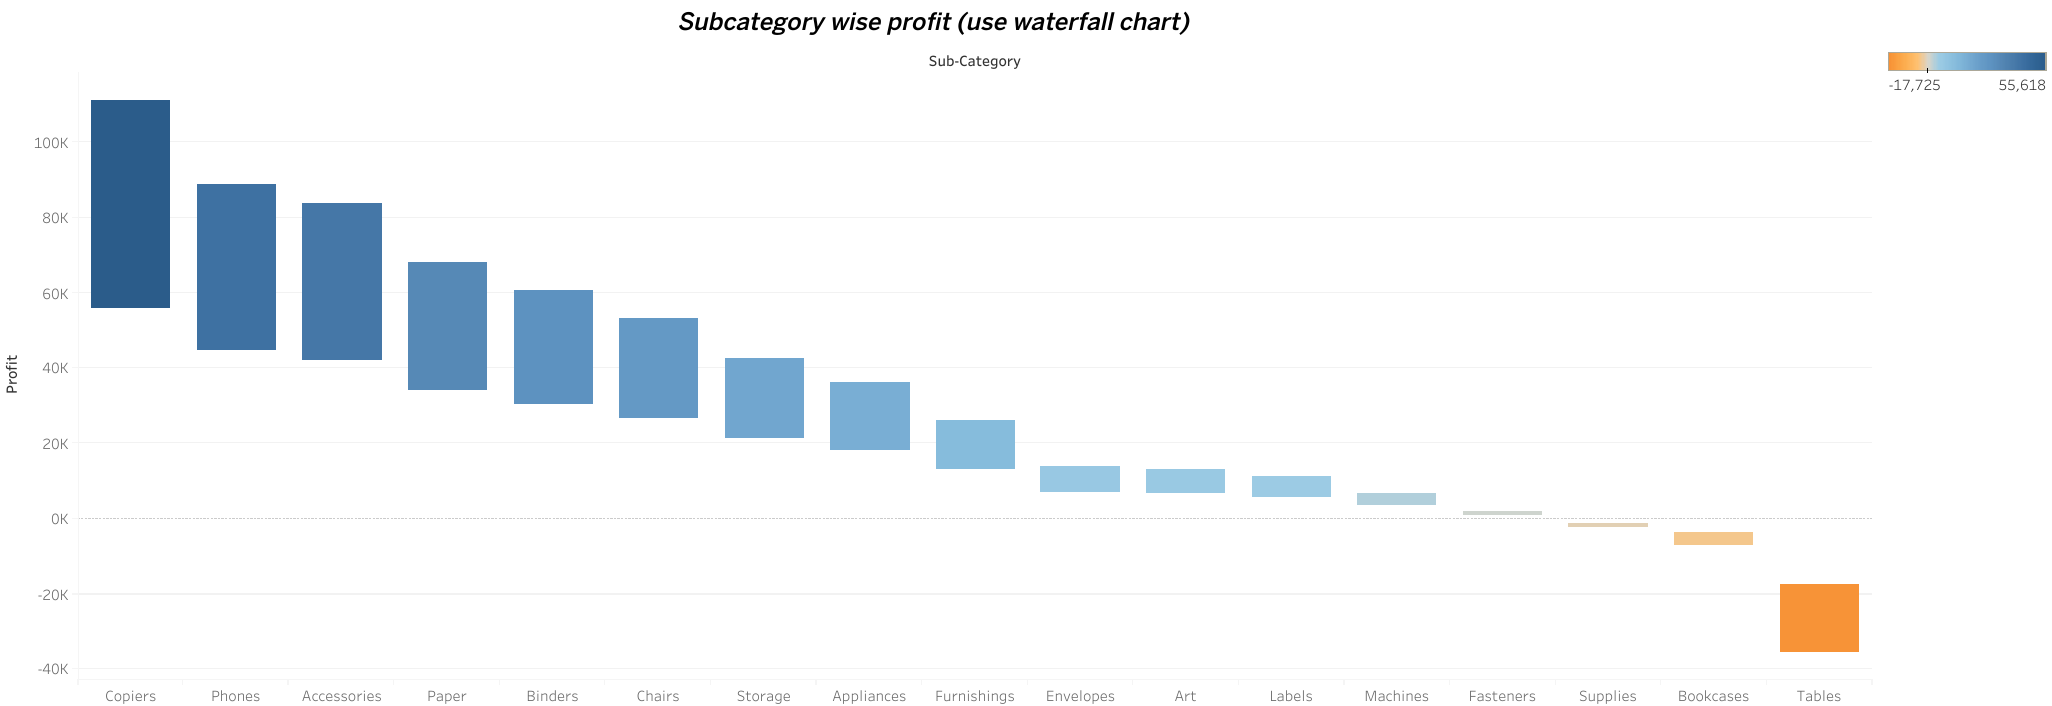 Subcategory wise profit (use waterfall chart)
Sub-Category
-17,725 55,618
Profit
100K
80K
60K
40K
20K
0K
-20K
-40K
Copiers Phones Accessories Paper Binders Chairs Storage Appliances Furnishings Envelopes Art Labels Machines Fasteners Supplies Bookcases Tables